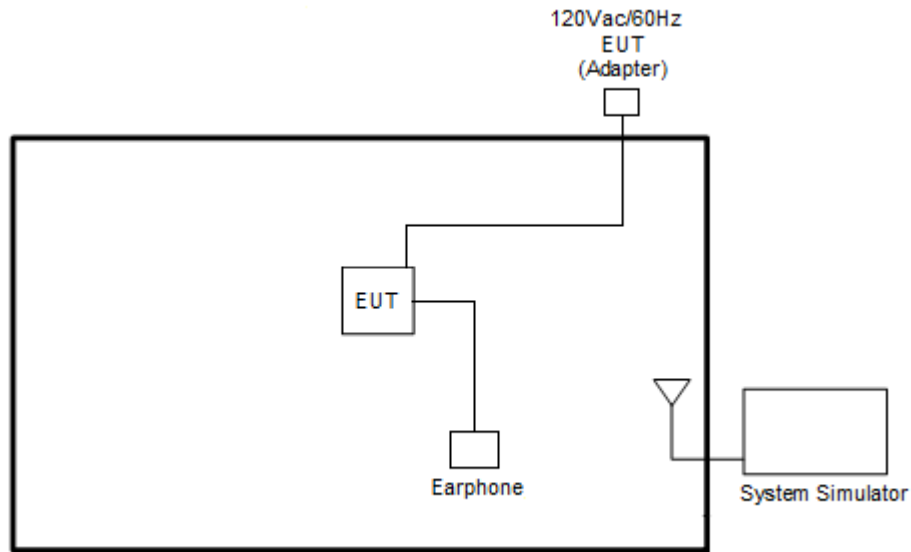 120Vac/60Hz
EUT
(Adapter)
EUT
Earphone
System Simulator